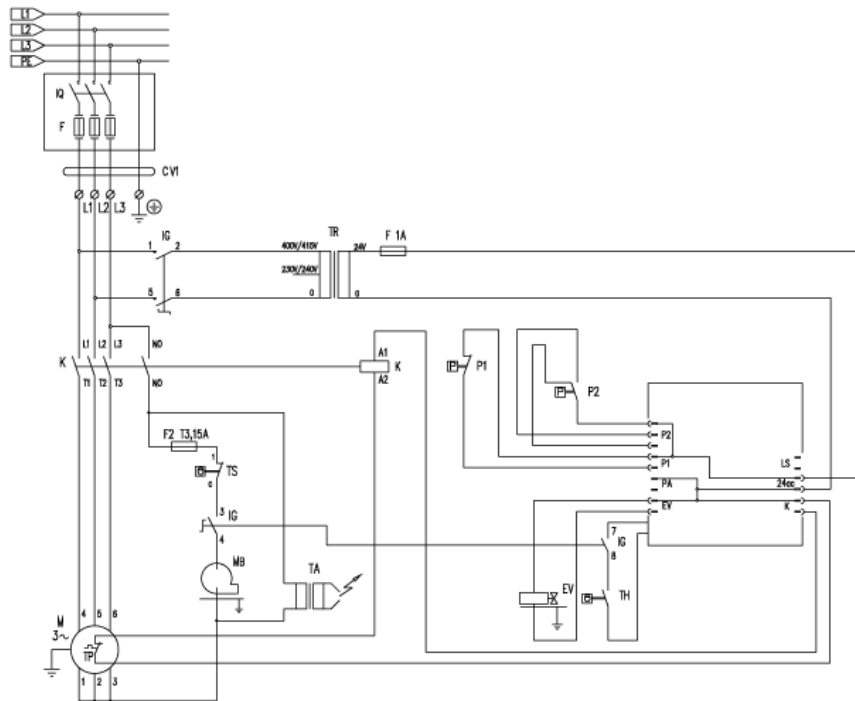 L1
L2
L3
PE
IQ
F
CV1
L1 L2 L3
IG
1 2
5 6
400V/415V
230V/240V
0
TR
24V
0
F 1A
K
L1 L2 L3 NO
T1 T2 T3 NO
A1
A2
K
P1
P2
P2
P1
PA
EV
LS
24ac
K
F2 T3,15A
1
TS
c
3
IG
4
MB
TA
7
IG
8
TH
EV
M
3~
4 5 6
TP
1 2 3